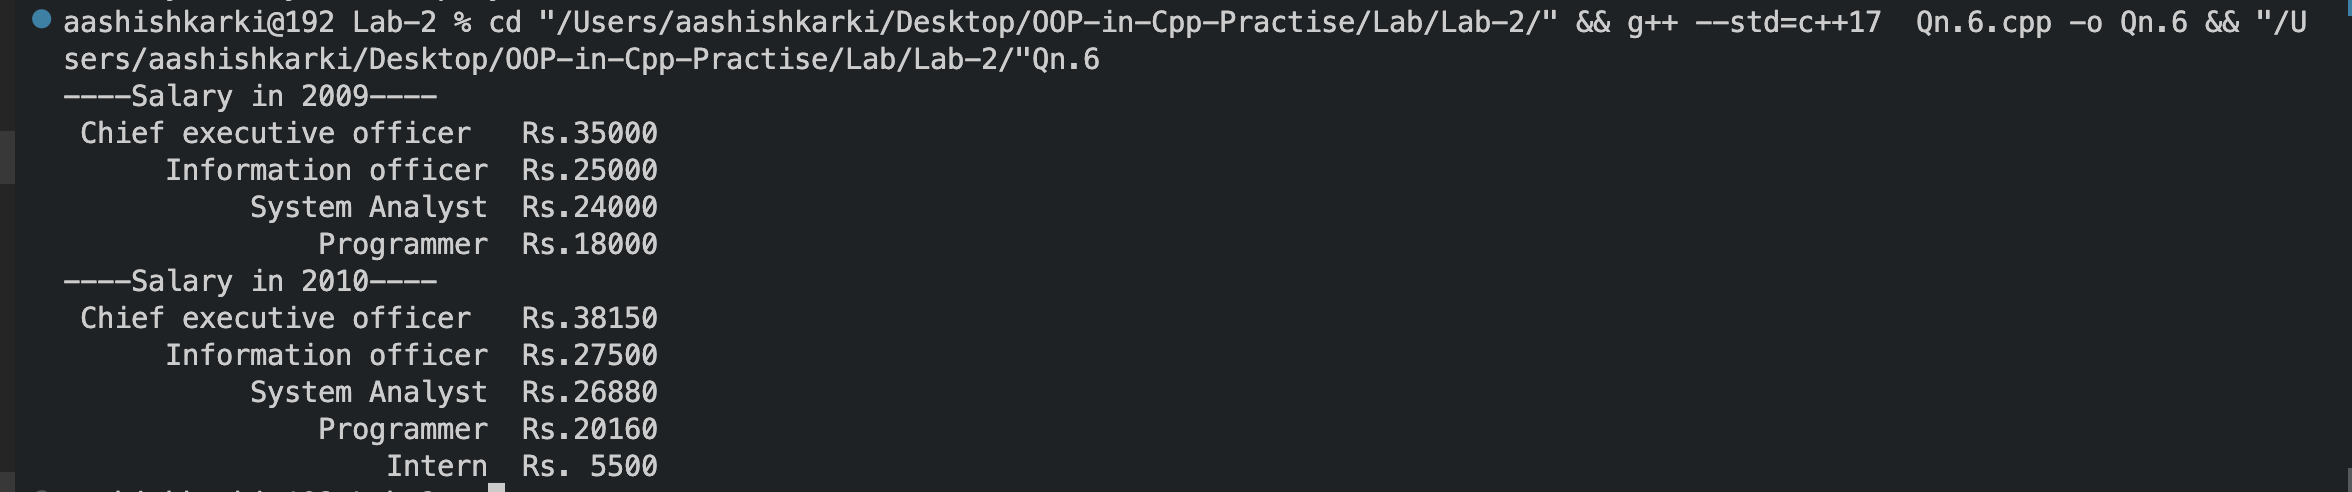 aashishkarki@192 Lab-2 % cd "/Users/aashishkarki/Desktop/OOP-in-Cpp-Practise/Lab/Lab-2/" && g++ --std=c++17  Qn.6.cpp -o Qn.6 && "/U
sers/aashishkarki/Desktop/OOP-in-Cpp-Practise/Lab/Lab-2/"Qn.6
----Salary in 2009----
 Chief executive officer   Rs.35000
      Information officer  Rs.25000
           System Analyst  Rs.24000
               Programmer  Rs.18000
----Salary in 2010----
 Chief executive officer   Rs.38150
      Information officer  Rs.27500
           System Analyst  Rs.26880
               Programmer  Rs.20160
                   Intern  Rs. 5500